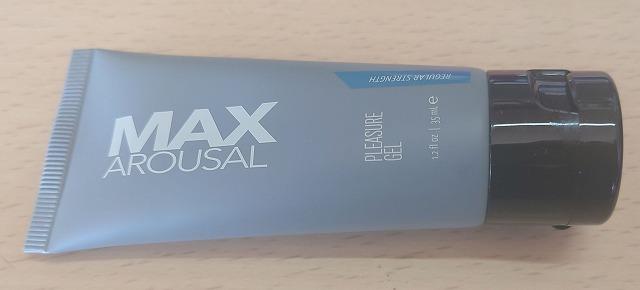 MAX
AROUSAL
REGULAR STRENGTH
PLEASURE
GEL
1.2 fl oz | 35 mL ℮